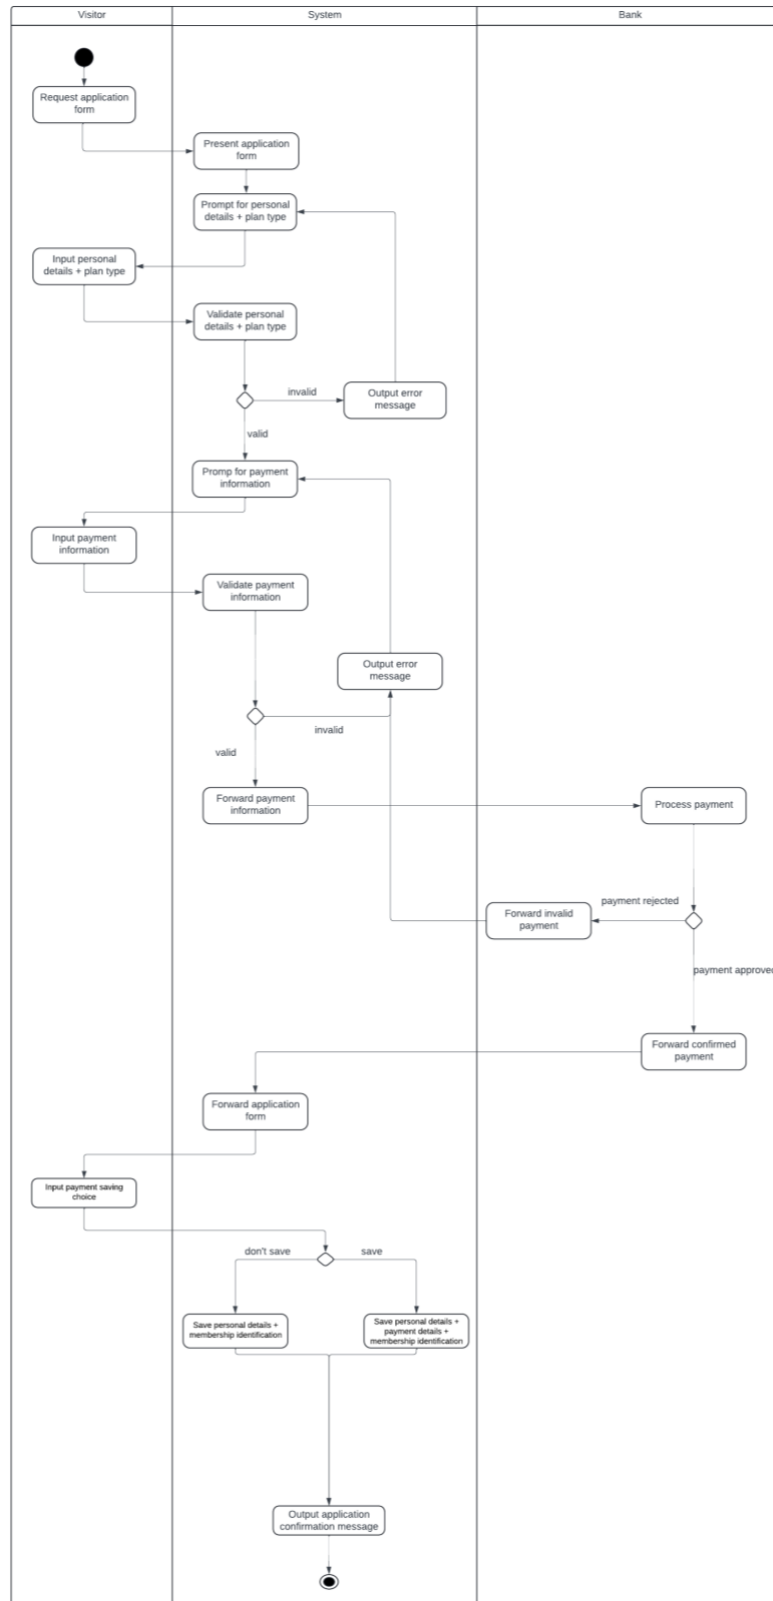 Visitor
System
Bank
Request application
form
Present application
form
Prompt for personal
details + plan type
Input personal
details + plan type
Validate personal
details + plan type
invalid
Output error
message
valid
Promp for payment
information
Input payment
information
Validate payment
information
Output error
message
invalid
valid
Forward payment
information
Process payment
payment rejected
Forward invalid
payment
payment approved
Forward confirmed
payment
Forward application
form
Input payment saving
choice
don't save
save
Save personal details +
membership identification
Save personal details +
payment details +
membership identification
Output application
confirmation message